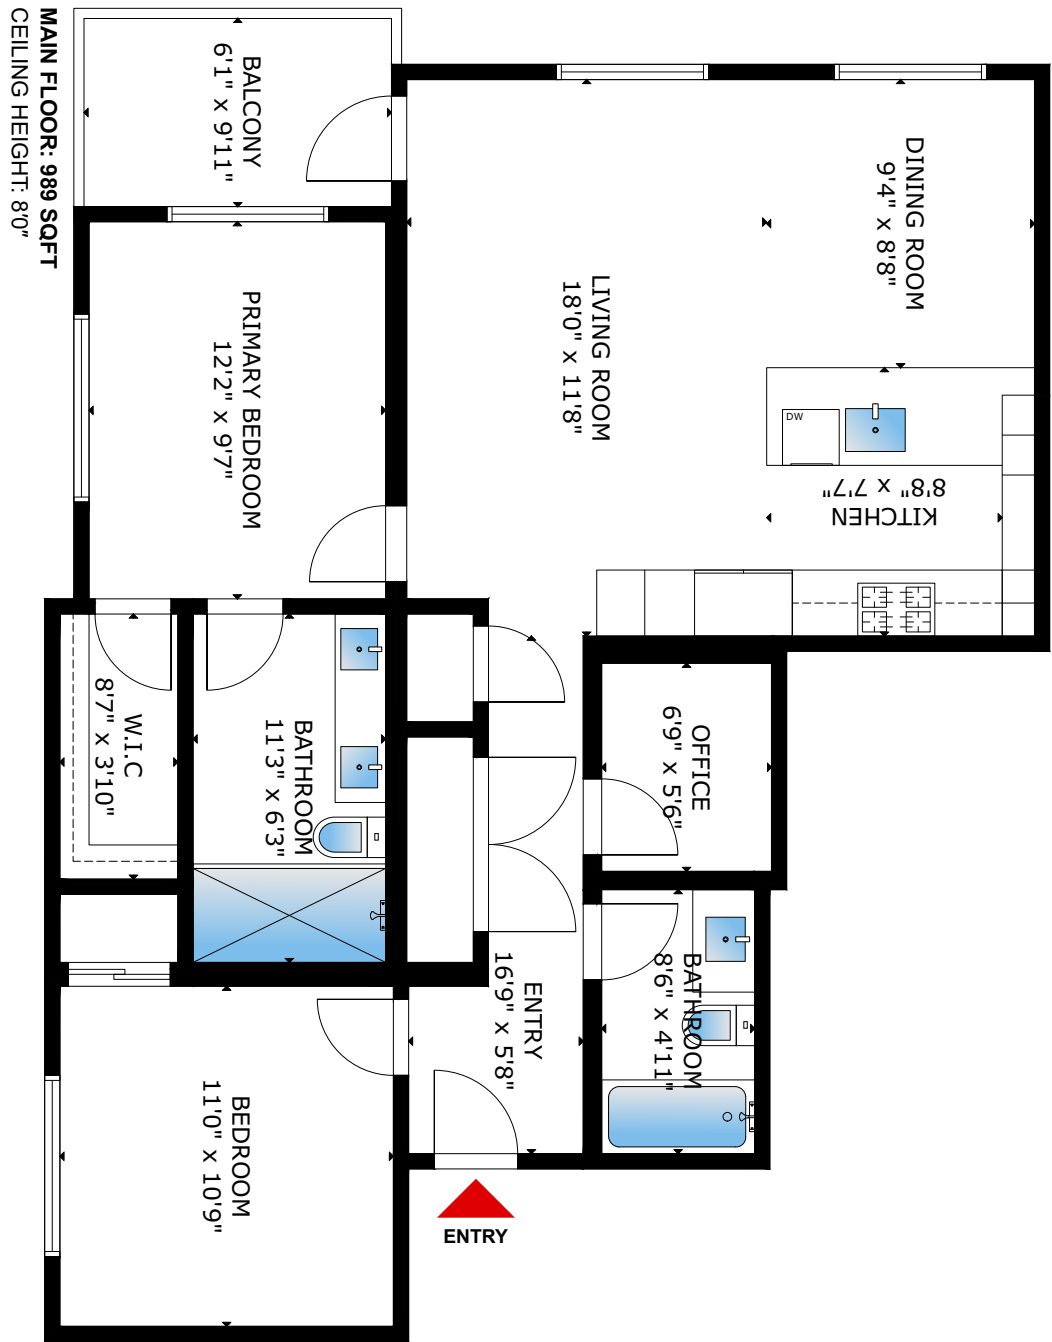 MAIN FLOOR: 989 SQFT
CEILING HEIGHT: 8'0"
BALCONY
6'1" x 9'11"
DINING ROOM
9'4" x 8'8"
LIVING ROOM
18'0" x 11'8"
PRIMARY BEDROOM
12'2" x 9'7"
DW
KITCHEN
8'8" x 7'7"
W.I.C
8'7" x 3'10"
BATHROOM
11'3" x 6'3"
OFFICE
6'9" x 5'6"
BATHROOM
8'6" x 4'11"
ENTRY
16'9" x 5'8"
BEDROOM
11'0" x 10'9"
ENTRY